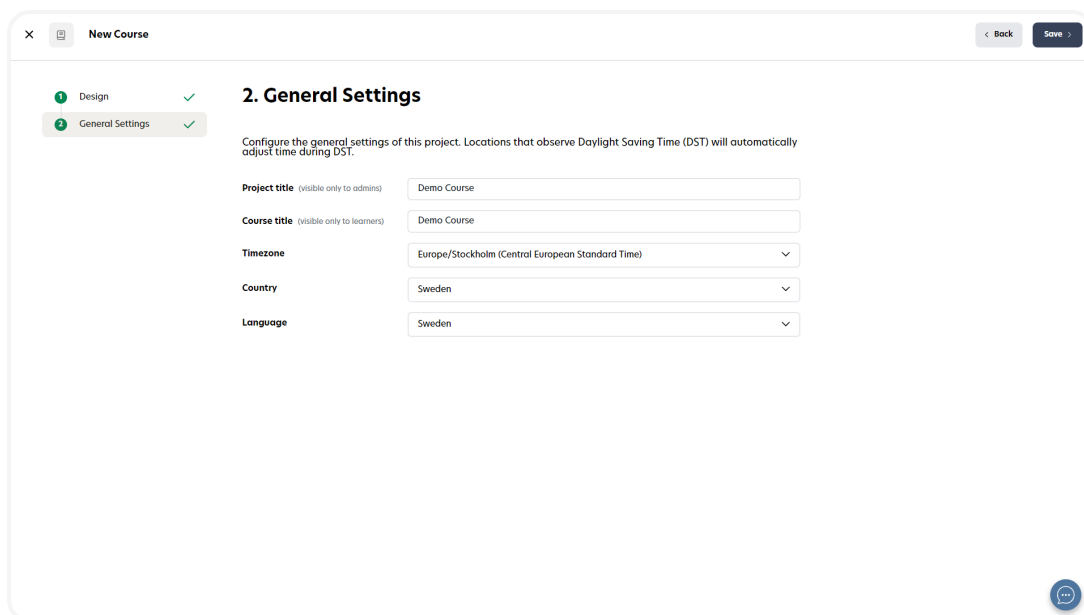 New Course
Back
Save
1 Design
2 General Settings
2. General Settings
Configure the general settings of this project. Locations that observe Daylight Saving Time (DST) will automatically
adjust time during DST.
Project title (visible only to admins) Demo Course
Course title (visible only to learners) Demo Course
Timezone Europe/Stockholm (Central European Standard Time)
Country Sweden
Language Sweden